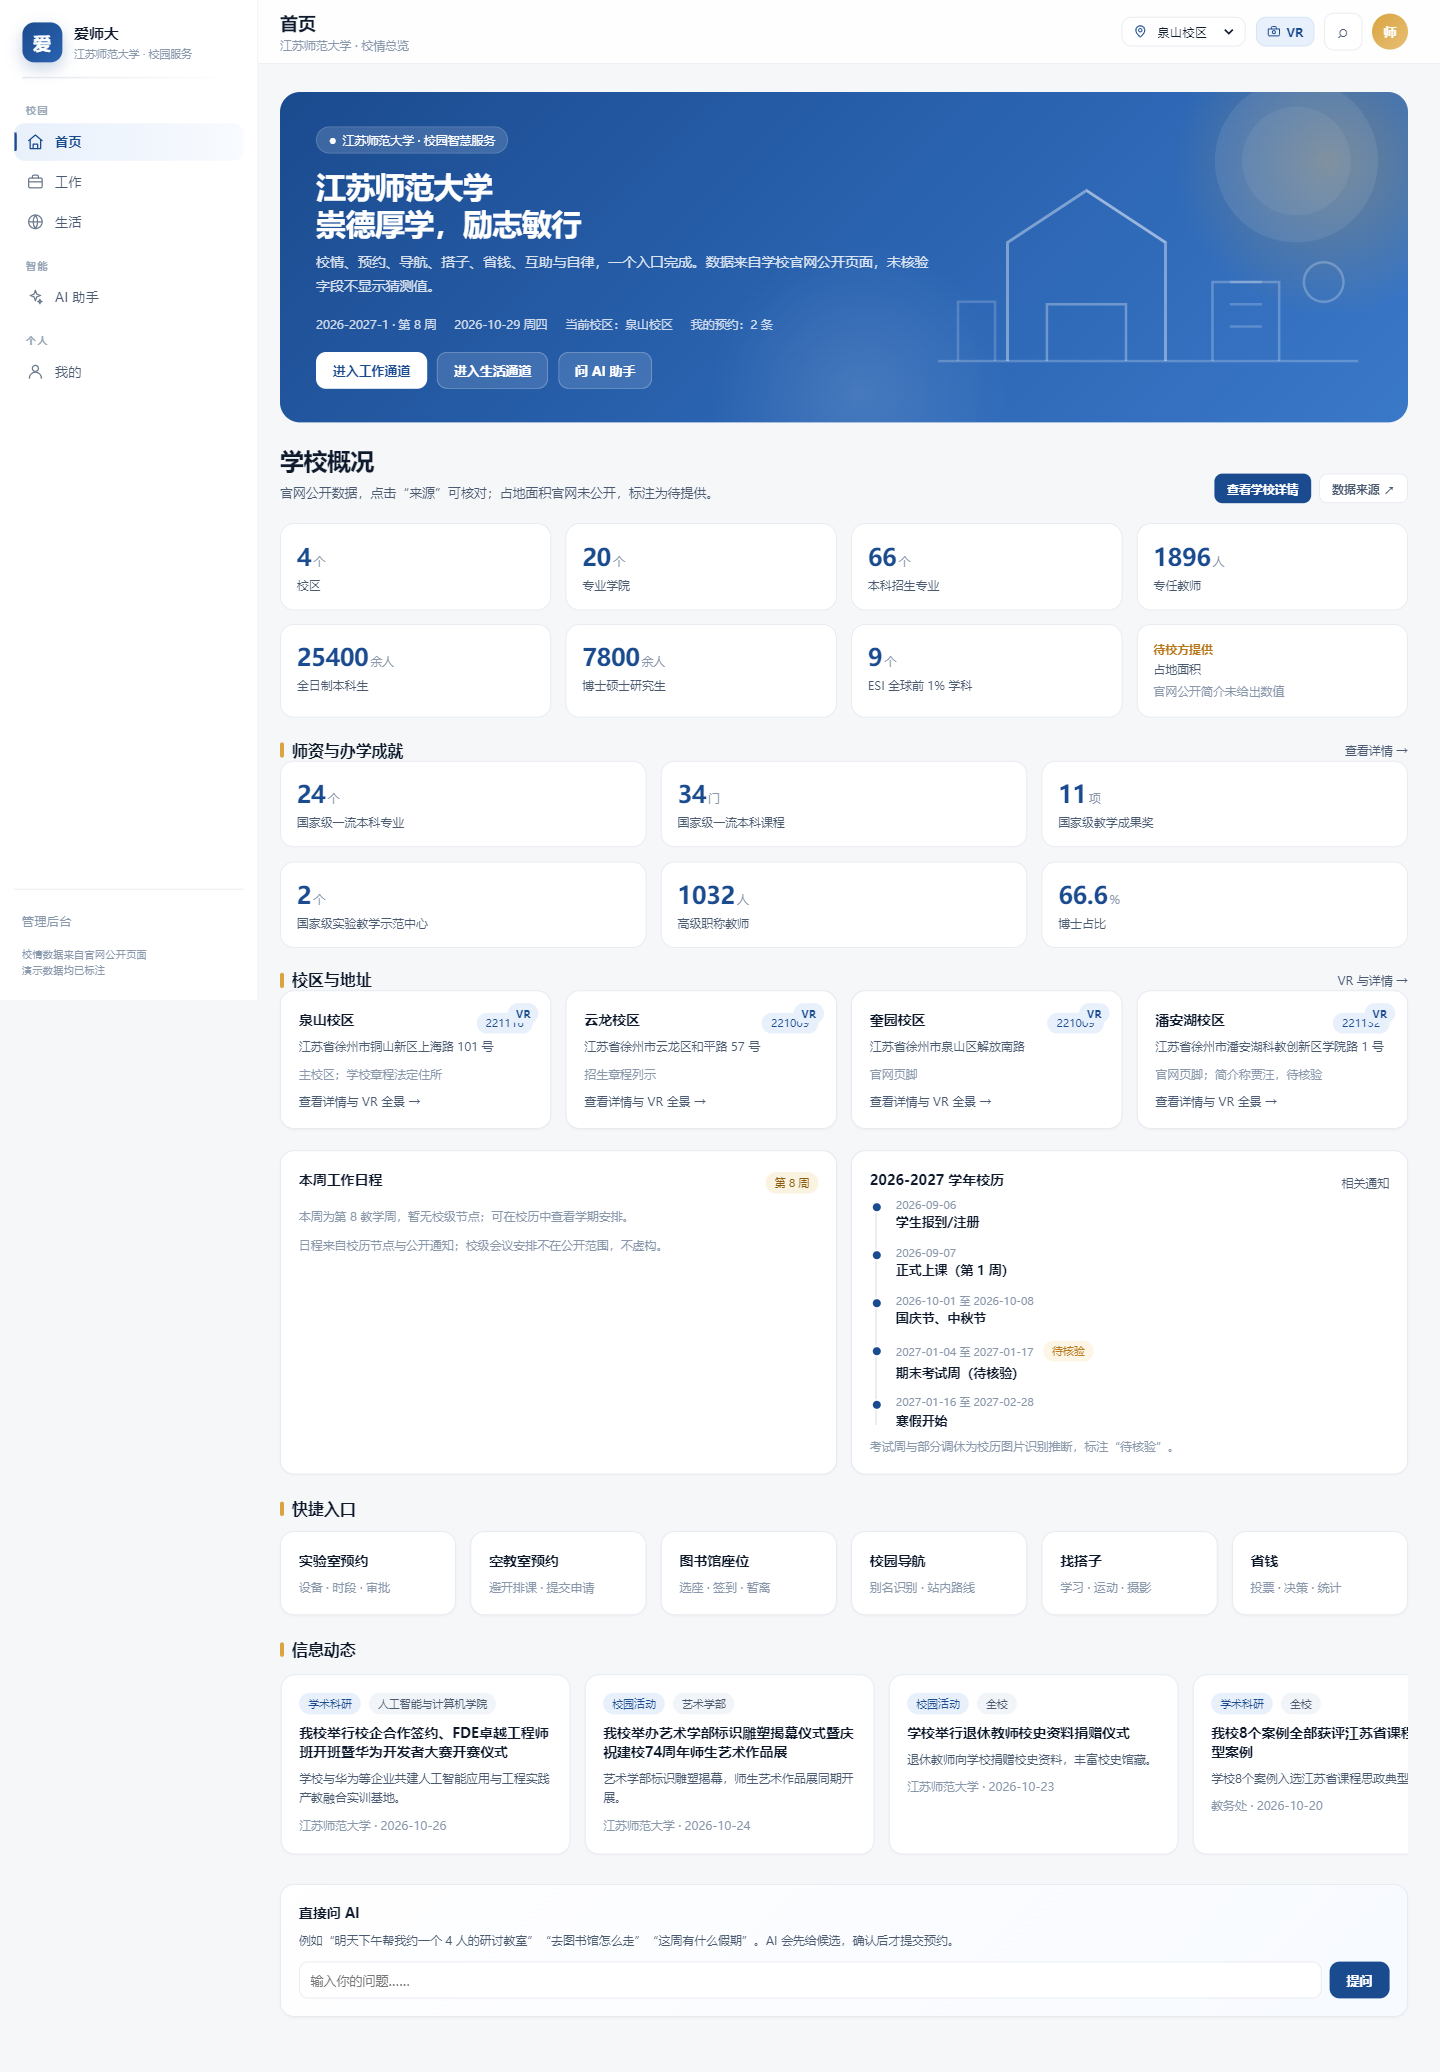 爱
爱师大
江苏师范大学 · 校园服务
校园
首页
工作
生活
智能
AI 助手
个人
我的
管理后台
校情数据来自官网公开页面
演示数据均已标注
首页
江苏师范大学 · 校情总览
泉山校区
VR
师
江苏师范大学 · 校园智慧服务
江苏师范大学
崇德厚学，励志敏行
校情、预约、导航、搭子、省钱、互助与自律，一个入口完成。数据来自学校官网公开页面，未核验
字段不显示猜测值。
2026-2027-1 · 第 8 周 2026-10-29 周四 当前校区：泉山校区 我的预约：2 条
进入工作通道 进入生活通道 问 AI 助手
学校概况
官网公开数据，点击“来源”可核对；占地面积官网未公开，标注为待提供。
查看学校详情 数据来源 ↗
4个
校区
20个
专业学院
66个
本科招生专业
1896人
专任教师
25400余人
全日制本科生
7800余人
博士硕士研究生
9个
ESI 全球前 1% 学科
待校方提供
占地面积
官网公开简介未给出数值
师资与办学成就
查看详情 →
24个
国家级一流本科专业
34门
国家级一流本科课程
11项
国家级教学成果奖
2个
国家级实验教学示范中心
1032人
高级职称教师
66.6%
博士占比
校区与地址
VR 与详情 →
泉山校区
VR
江苏省徐州市铜山新区上海路 101 号
主校区；学校章程法定住所
查看详情与 VR 全景 →
云龙校区
VR
江苏省徐州市云龙区和平路 57 号
招生章程列示
查看详情与 VR 全景 →
奎园校区
VR
江苏省徐州市泉山区解放南路
官网页脚
查看详情与 VR 全景 →
潘安湖校区
VR
江苏省徐州市潘安湖科教创新区学院路 1 号
官网页脚；简介称贾汪，待核验
查看详情与 VR 全景 →
本周工作日程
第 8 周
本周为第 8 教学周，暂无校级节点；可在校历中查看学期安排。
日程来自校历节点与公开通知；校级会议安排不在公开范围，不虚构。
2026-2027 学年校历
相关通知
2026-09-06
学生报到/注册
2026-09-07
正式上课（第 1 周）
2026-10-01 至 2026-10-08
国庆节、中秋节
2027-01-04 至 2027-01-17 待核验
期末考试周（待核验）
2027-01-16 至 2027-02-28
寒假开始
考试周与部分调休为校历图片识别推断，标注“待核验”。
快捷入口
实验室预约
设备 · 时段 · 审批
空教室预约
避开排课 · 提交申请
图书馆座位
选座 · 签到 · 暂离
校园导航
别名识别 · 站内路线
找搭子
学习 · 运动 · 摄影
省钱
投票 · 决策 · 统计
信息动态
学术科研 人工智能与计算机学院
我校举行校企合作签约、FDE卓越工程师
班开班暨华为开发者大赛开赛仪式
学校与华为等企业共建人工智能应用与工程实践
产教融合实训基地。
江苏师范大学 · 2026-10-26
校园活动 艺术学部
我校举办艺术学部标识雕塑揭幕仪式暨庆
祝建校74周年师生艺术作品展
艺术学部标识雕塑揭幕，师生艺术作品展同期开
展。
江苏师范大学 · 2026-10-24
校园活动 全校
学校举行退休教师校史资料捐赠仪式
退休教师向学校捐赠校史资料，丰富校史馆藏。
江苏师范大学 · 2026-10-23
学术科研 全校
我校8个案例全部获评江苏省课程
型案例
学校8个案例入选江苏省课程思政典型
教务处 · 2026-10-20
直接问 AI
例如“明天下午帮我约一个 4 人的研讨教室”“去图书馆怎么走”“这周有什么假期”。AI 会先给候选，确认后才提交预约。
输入你的问题……
提问